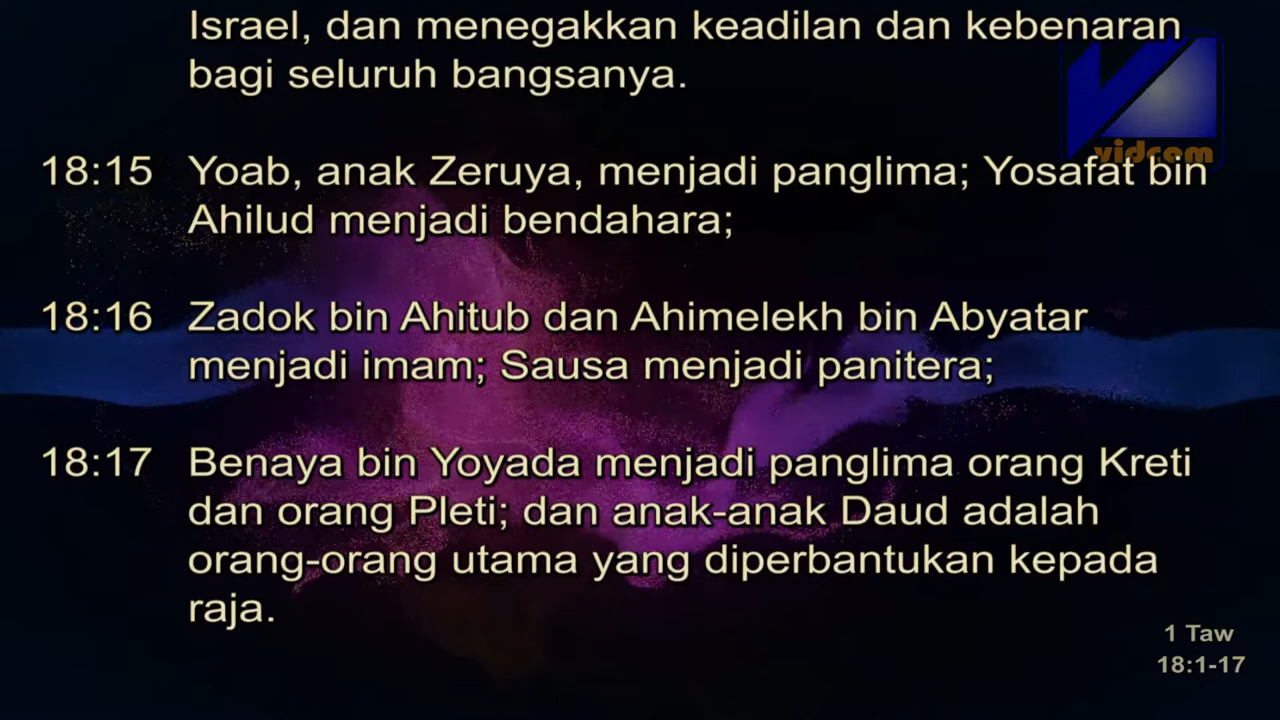 Israel, dan menegakkan keadilan dan kebenaran
bagi seluruh bangsanya.
vidcom
18:15 Yoab, anak Zeruya, menjadi panglima; Yosafat bin
Ahilud menjadi bendahara;
18:16 Zadok bin Ahitub dan Ahimelekh bin Abyatar
menjadi imam; Sausa menjadi panitera;
18:17 Benaya bin Yoyada menjadi panglima orang Kreti
dan orang Pleti; dan anak-anak Daud adalah
orang-orang utama yang diperbantukan kepada
raja.
1 Taw
18:1-17